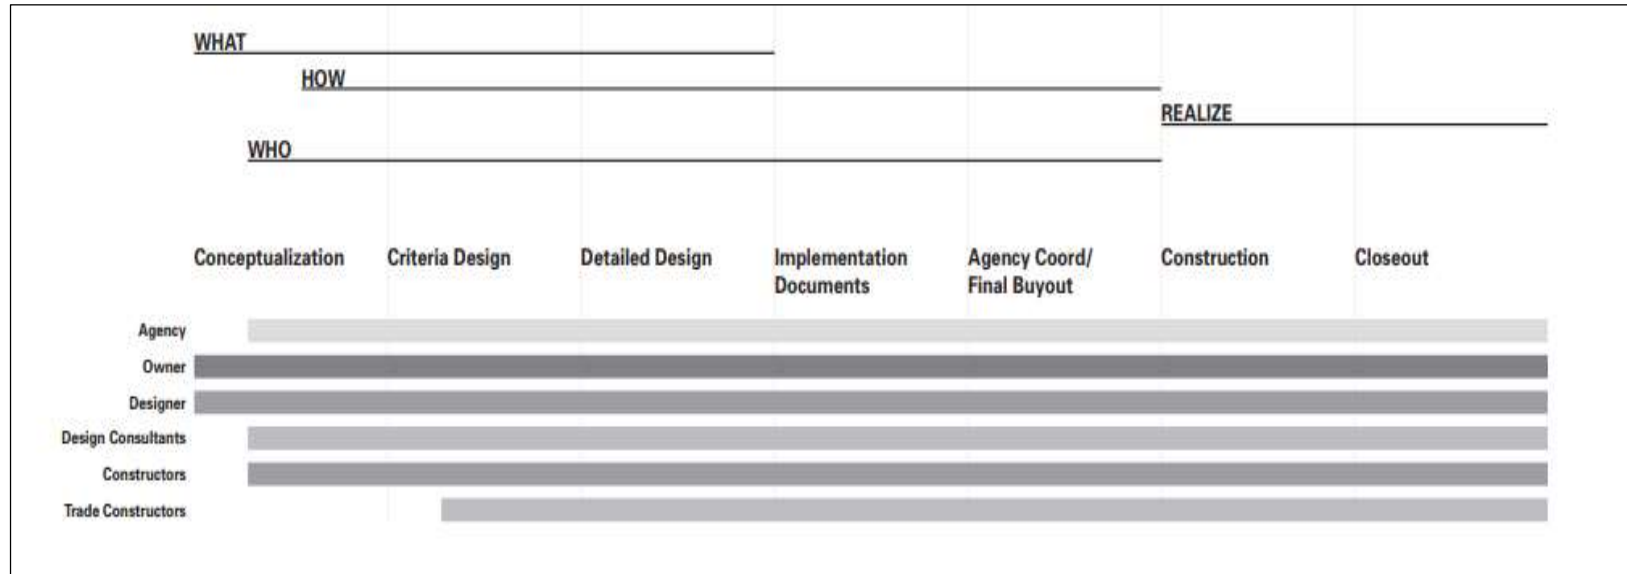 WHAT
HOW
REALIZE
WHO
Conceptualization
Criteria Design
Detailed Design
Implementation
Documents
Agency Coord/
Final Buyout
Construction
Closeout
Agency
Owner
Designer
Design Consultants
Constructors
Trade Constructors